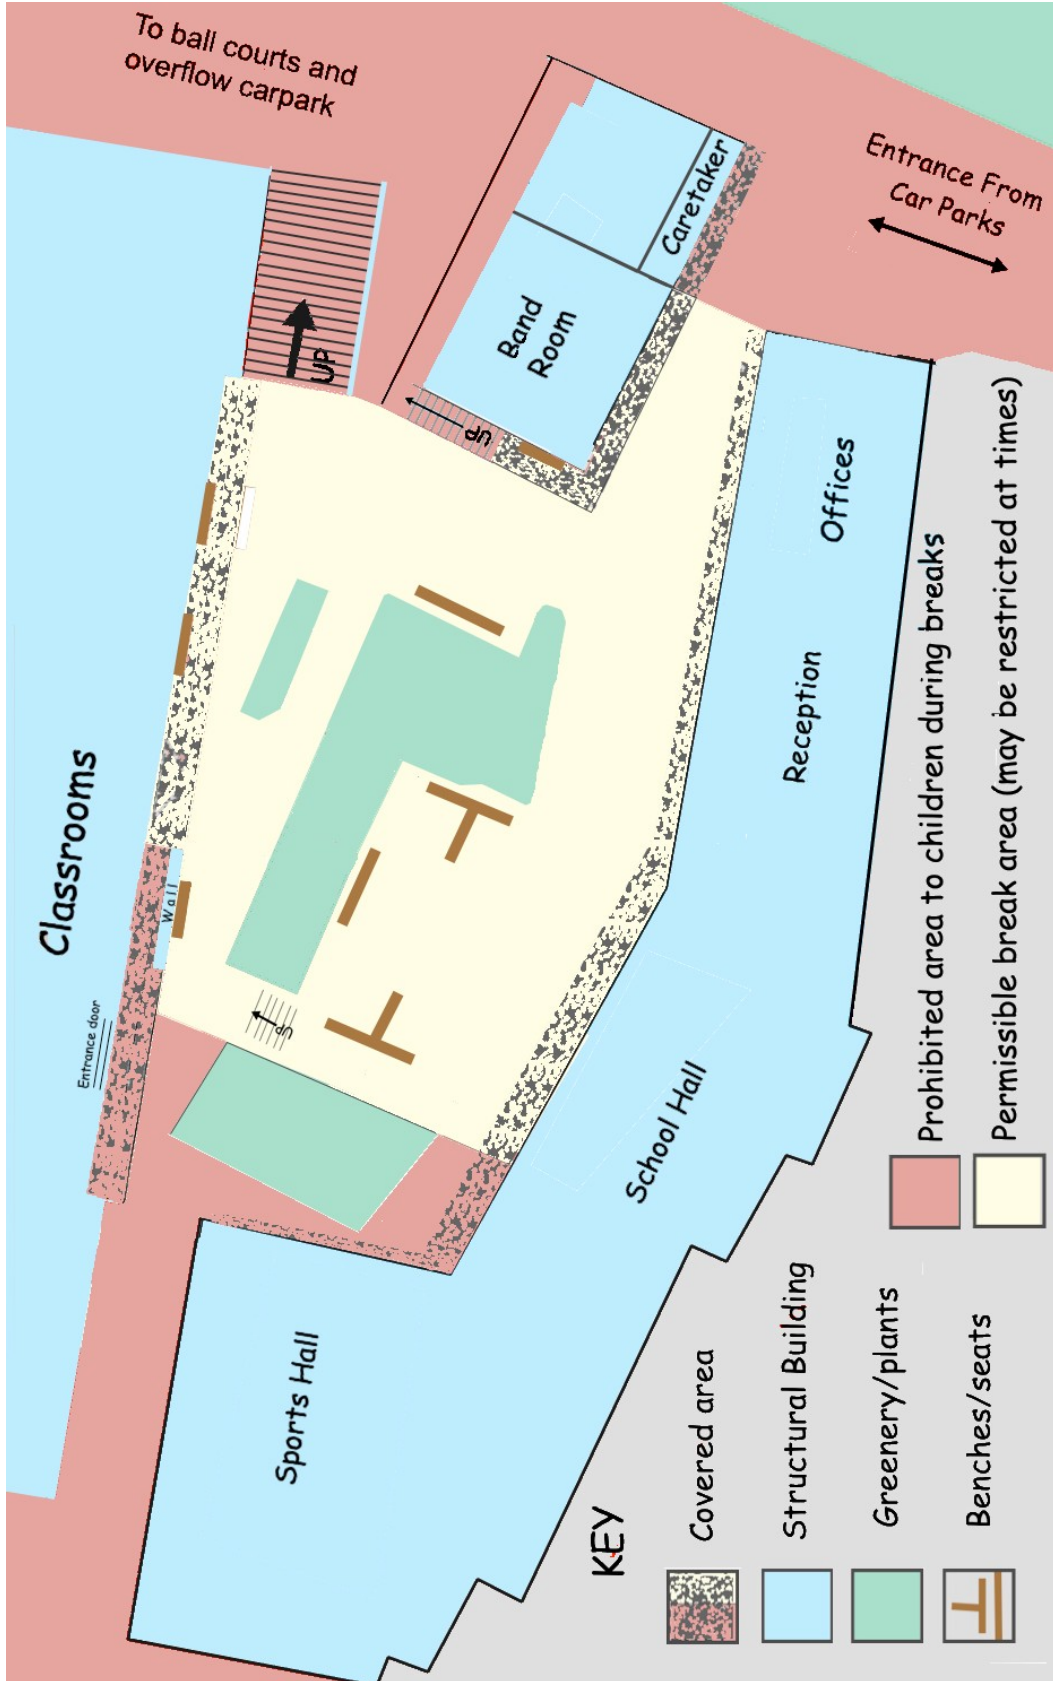 To ball courts and
overflow carpark
Entrance From
Car Parks
Caretaker
Band
Room
UP
UP
Classrooms
Wall
Entrance door
UP
Offices
Reception
School Hall
Sports Hall
KEY
Covered area
Structural Building
Greenery/plants
Benches/seats
Prohibited area to children during breaks
Permissible break area (may be restricted at times)